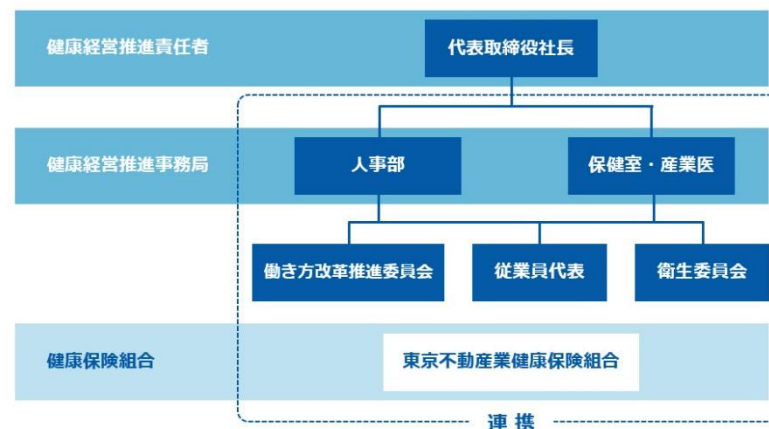 健康経営推進責任者
代表取締役社長
健康経営推進事務局
人事部
保健室・産業医
働き方改革推進委員会
従業員代表
衛生委員会
健康保険組合
東京不動産業健康保険組合
連携